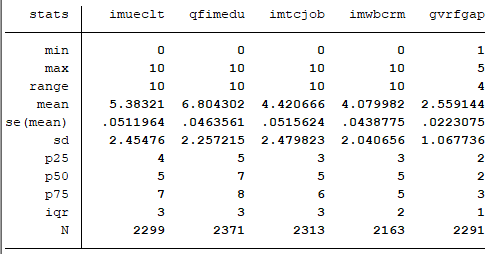 stats imueclt qfimedu imtcjob imwbcrm gvrfgap
min 0 0 0 0 1
max 10 10 10 10 5
range 10 10 10 10 4
mean 5.38321 6.804302 4.420666 4.079982 2.559144
se(mean) .0511964 .0463561 .0515624 .0438775 .0223075
sd 2.45476 2.257215 2.479823 2.040656 1.067736
p25 4 5 3 3 2
p50 5 7 5 5 2
p75 7 8 6 5 3
iqr 3 3 3 2 1
N 2299 2371 2313 2163 2291